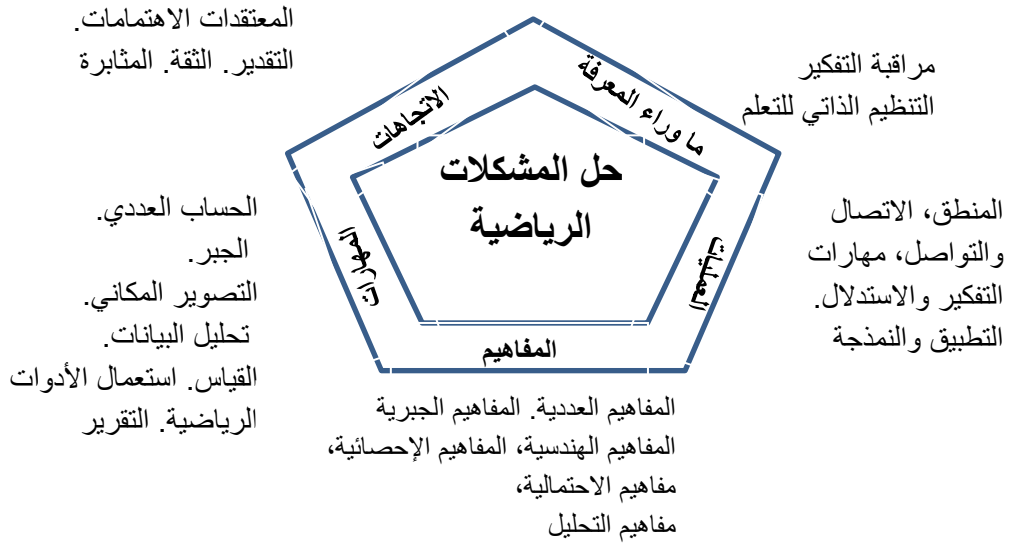 المعتقدات الاهتمامات.
التقدير. الثقة. المثابرة
مراقبة التفكير
التنظيم الذاتي للتعلم
ما وراء المعرفة
الاتجاهات
حل المشكلات
الرياضية
المنطق، الاتصال
والتواصل، مهارات
التفكير والاستدلال.
التطبيق والنمذجة
العمليات
المهارات
الحساب العددي.
الجبر.
التصوير المكاني.
تحليل البيانات.
القياس. استعمال الأدوات
الرياضية. التقرير
المفاهيم
المفاهيم العددية. المفاهيم الجبرية
المفاهيم الهندسية، المفاهيم الإحصائية،
مفاهيم الاحتمالية،
مفاهيم التحليل